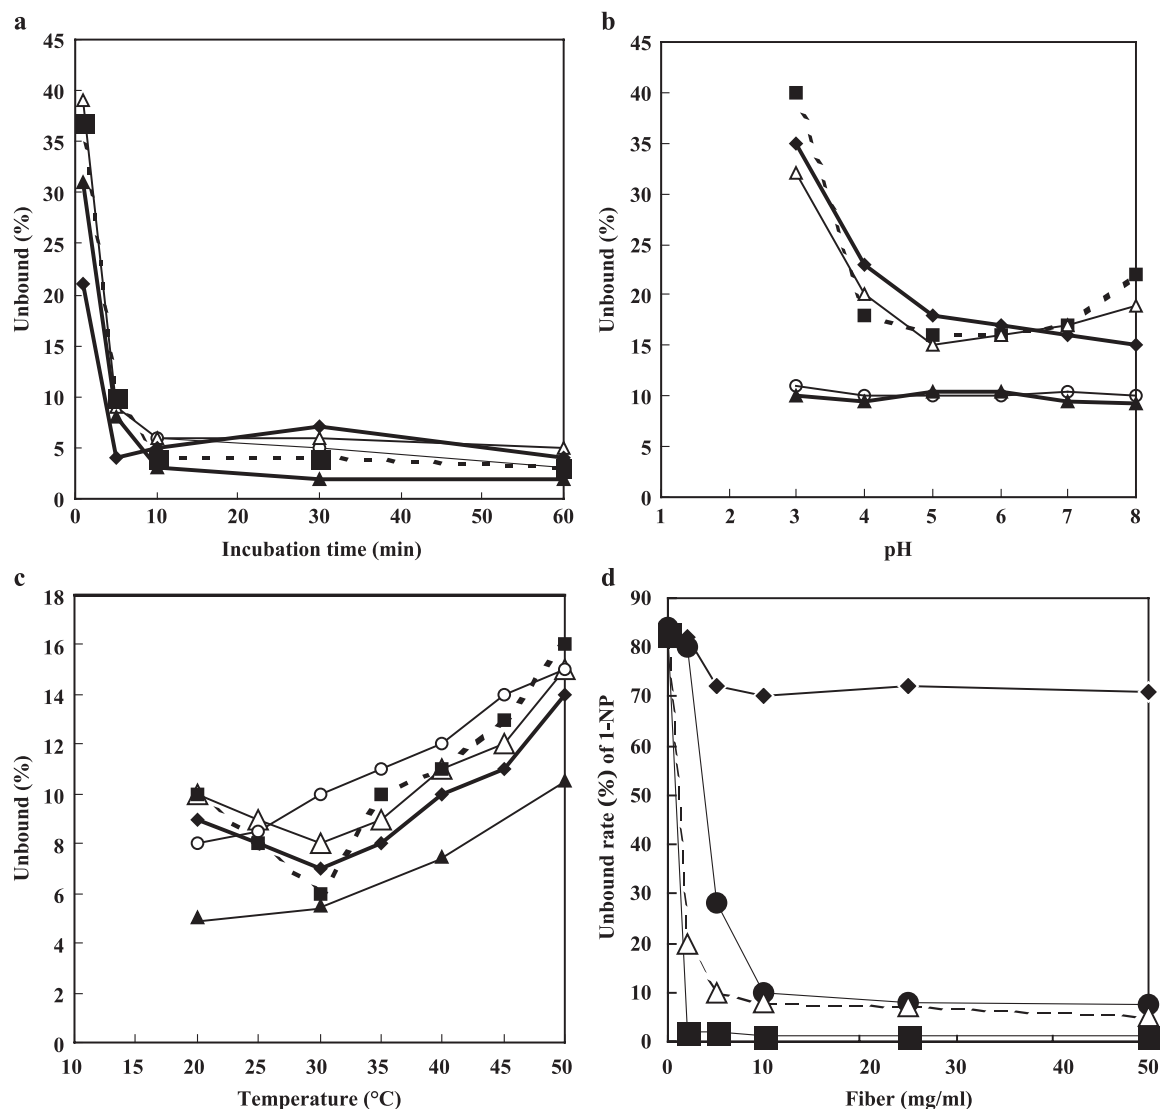 a
45
40
35
30
25
20
15
10
5
0
Unbound (%)
0 10 20 30 40 50 60
Incubation time (min)
b
45
40
35
30
25
20
15
10
5
0
Unbound (%)
1 2 3 4 5 6 7 8
pH
c
18
16
14
12
10
8
6
4
2
0
Unbound (%)
10 15 20 25 30 35 40 45 50
Temperature (°C)
d
90
80
70
60
50
40
30
20
10
0
Unbound rate (%) of 1-NP
0 10 20 30 40 50
Fiber (mg/ml)